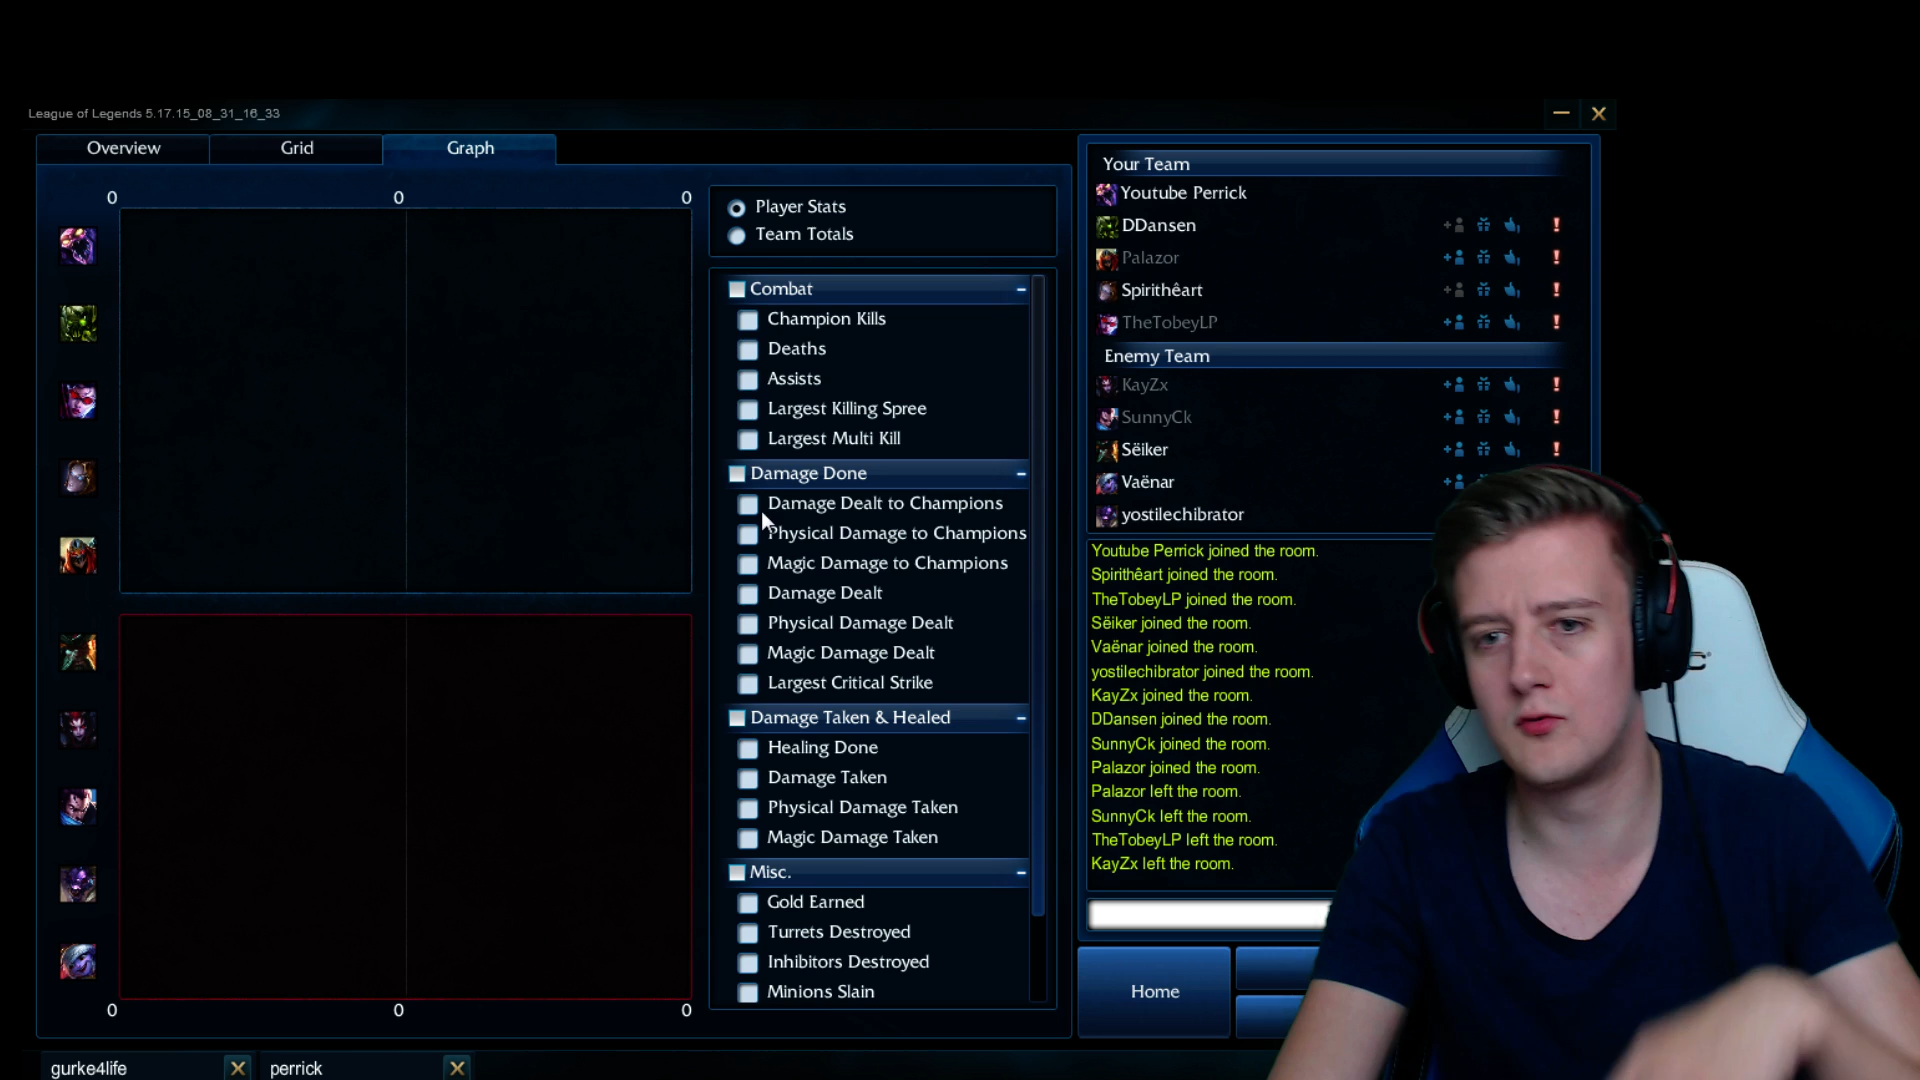 League of Legends 5.17.15_08_31_16_33
Overview
Grid
Graph
0 0 0
0 0 0
Player Stats
Team Totals
Combat
Champion Kills
Deaths
Assists
Largest Killing Spree
Largest Multi Kill
Damage Done
Damage Dealt to Champions
Physical Damage to Champions
Magic Damage to Champions
Damage Dealt
Physical Damage Dealt
Magic Damage Dealt
Largest Critical Strike
Damage Taken & Healed
Healing Done
Damage Taken
Physical Damage Taken
Magic Damage Taken
Misc.
Gold Earned
Turrets Destroyed
Inhibitors Destroyed
Minions Slain
Your Team
Youtube Perrick
DDansen
Palazor
Spirithêart
TheTobeyLP
Enemy Team
KayZx
SunnyCk
Sëiker
Vaënar
yostilechibrator
Youtube Perrick joined the room.
Spirithêart joined the room.
TheTobeyLP joined the room.
Sëiker joined the room.
Vaënar joined the room.
yostilechibrator joined the room.
KayZx joined the room.
DDansen joined the room.
SunnyCk joined the room.
Palazor joined the room.
Palazor left the room.
SunnyCk left the room.
TheTobeyLP left the room.
KayZx left the room.
Home
gurke4life
perrick